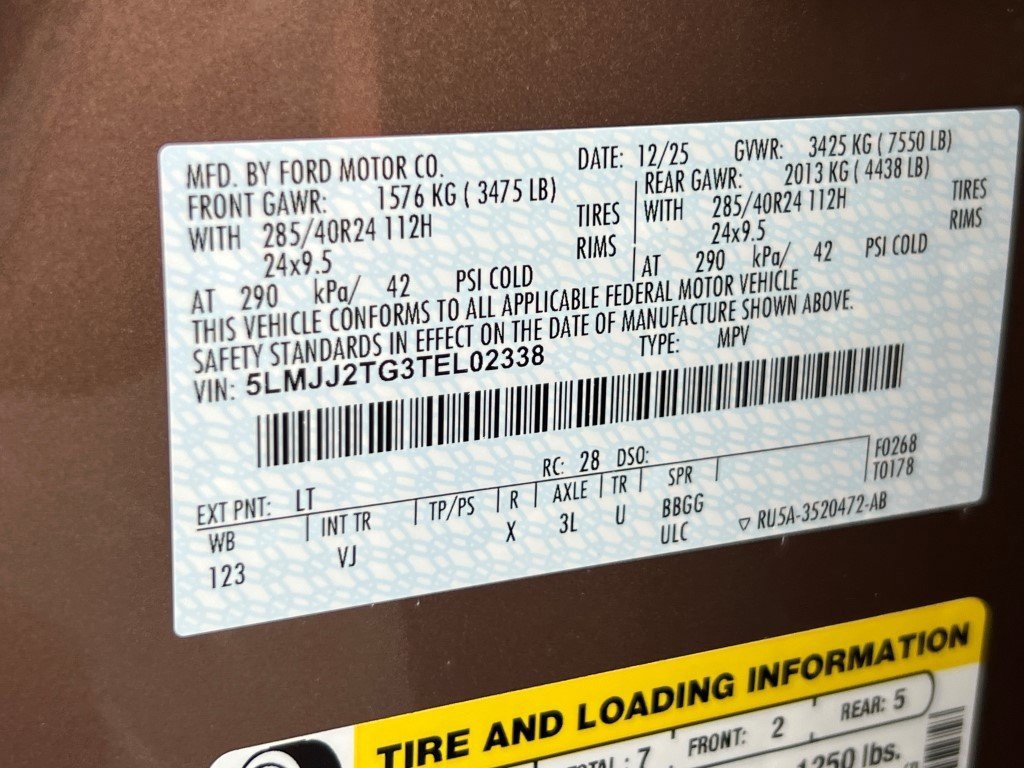 MFD. BY FORD MOTOR CO.
DATE: 12/25 GVWR: 3425 KG ( 7550 LB)
FRONT GAWR: 1576 KG ( 3475 LB)
REAR GAWR: 2013 KG ( 4438 LB)
WITH 285/40R24 112H TIRES
WITH 285/40R24 112H TIRES
24x9.5 RIMS
24x9.5 RIMS
AT 290 kPa/ 42 PSI COLD
AT 290 kPa/ 42 PSI COLD
THIS VEHICLE CONFORMS TO ALL APPLICABLE FEDERAL MOTOR VEHICLE
SAFETY STANDARDS IN EFFECT ON THE DATE OF MANUFACTURE SHOWN ABOVE.
VIN: 5LMJJ2TG3TEL02338 TYPE: MPV
F0268
EXT PNT: LT RC: 28 DSO:
T0178
WB INT TR TP/PS R AXLE TR SPR
123 VJ X 3L U BBGG
ULC
▽ RU5A-3520472-AB
TIRE AND LOADING INFORMATION
: 7 FRONT: 2 REAR: 5
1250 lbs.